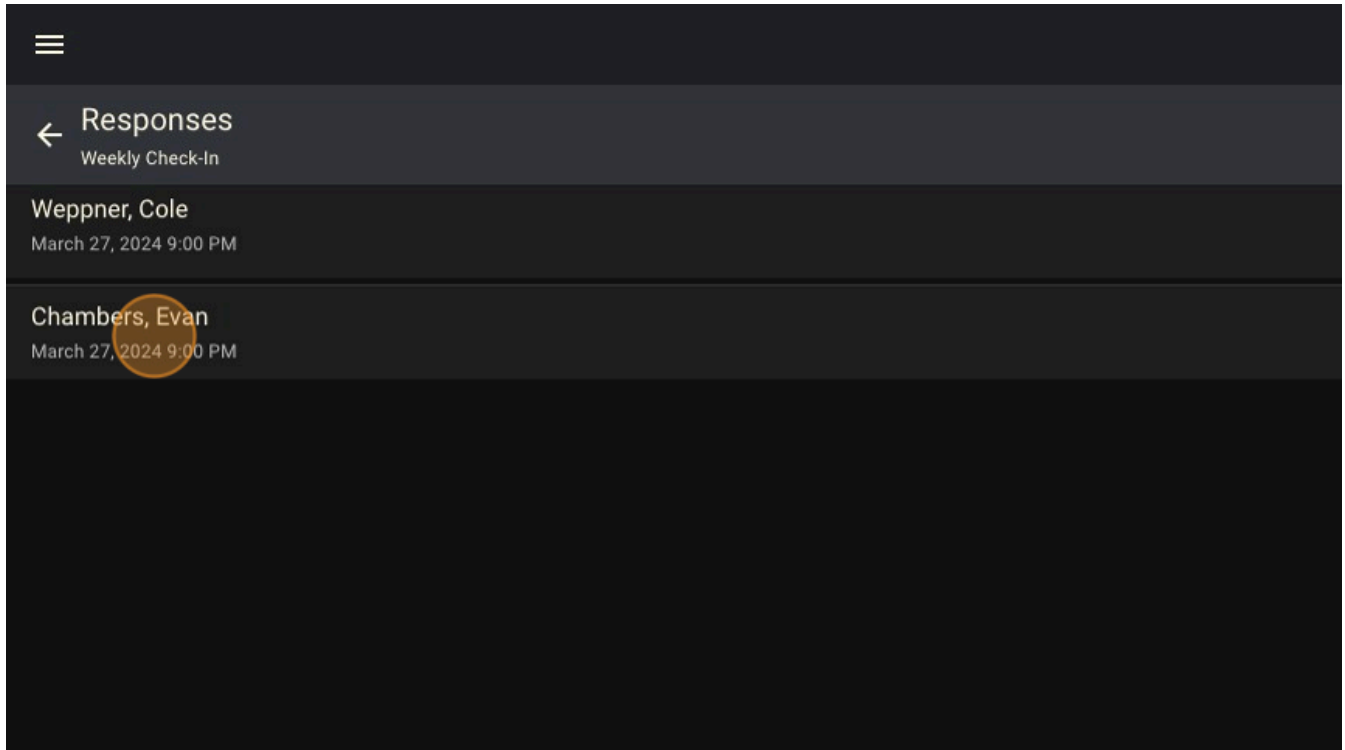 Responses
Weekly Check-In
Weppner, Cole
March 27, 2024 9:00 PM
Chambers, Evan
March 27, 2024 9:00 PM